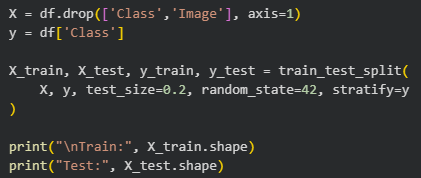 X = df.drop(['Class','Image'], axis=1)
y = df['Class']
X_train, X_test, y_train, y_test = train_test_split(
    X, y, test_size=0.2, random_state=42, stratify=y
)
print("\nTrain:", X_train.shape)
print("Test:", X_test.shape)